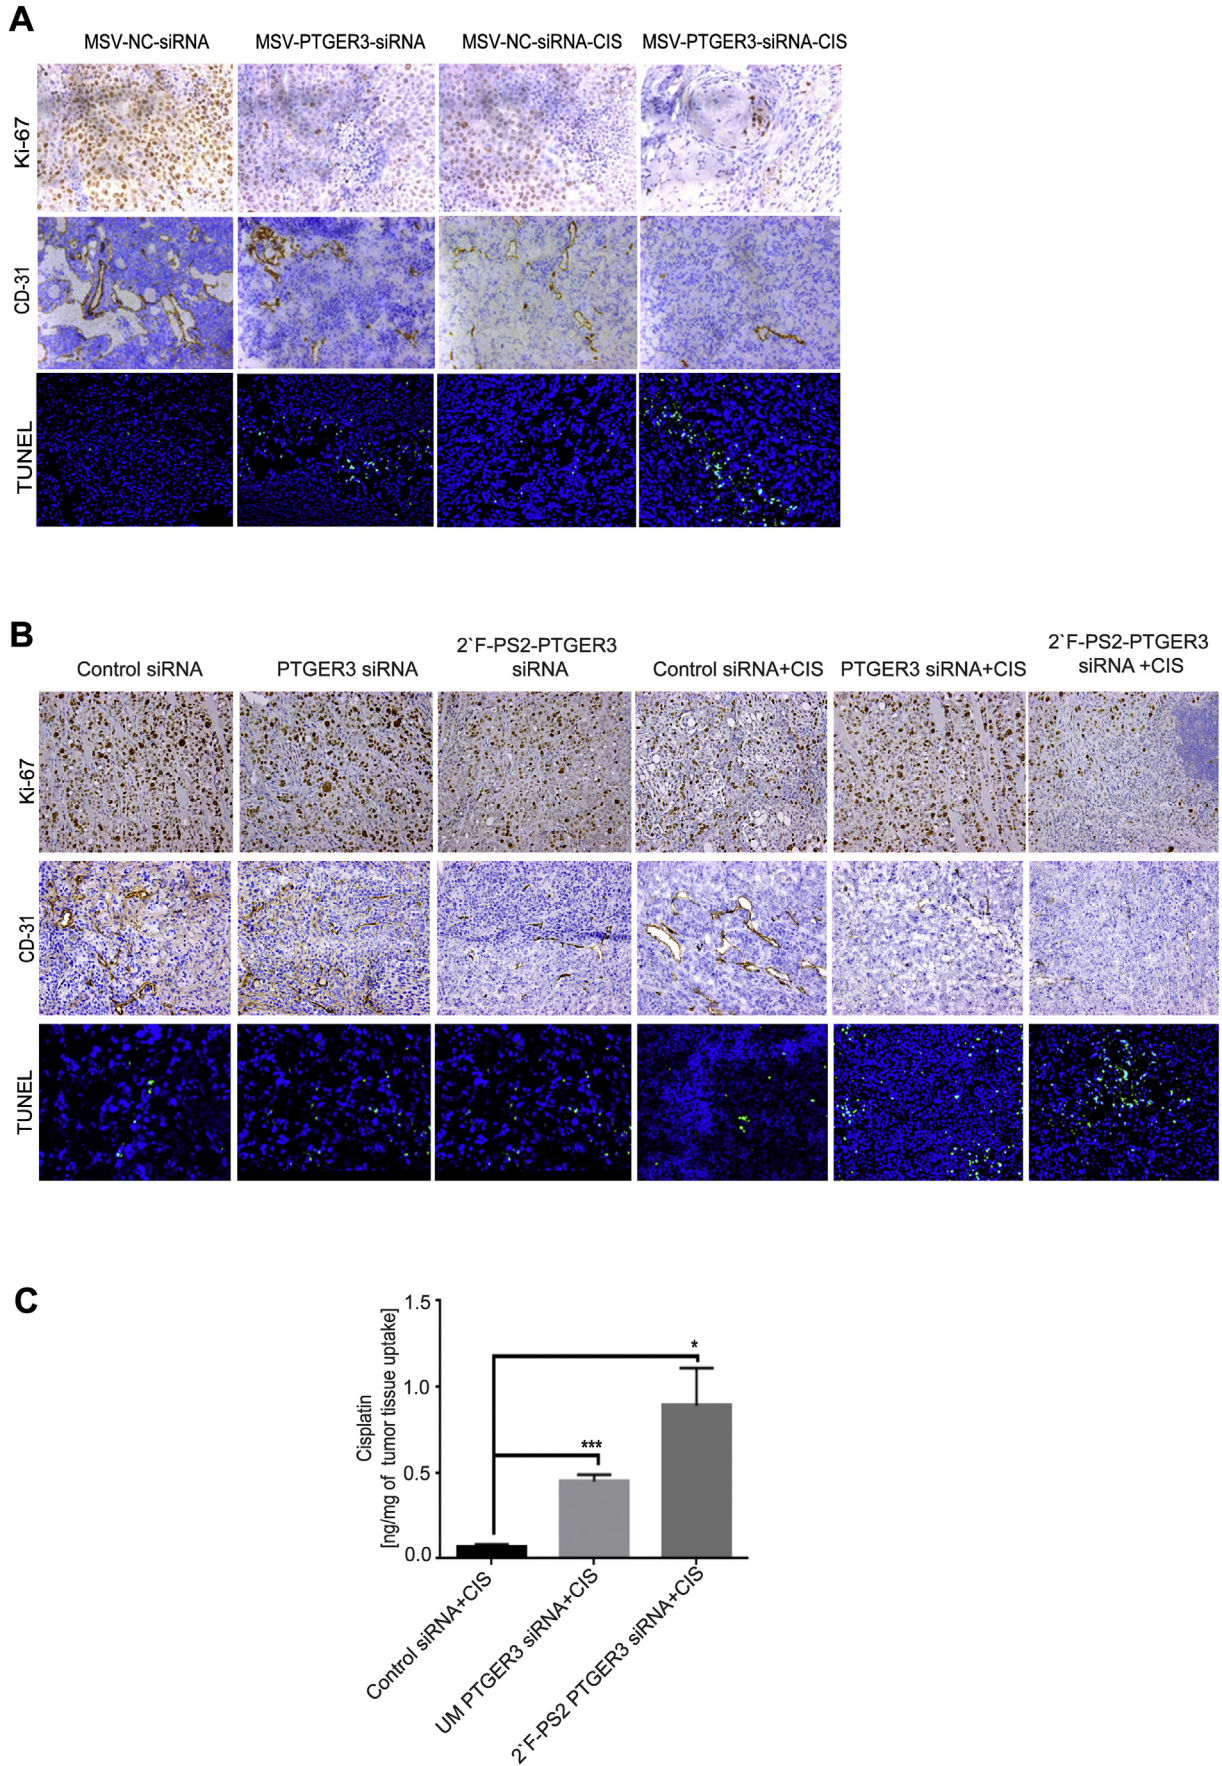 A
MSV-NC-siRNA
MSV-PTGER3-siRNA
MSV-NC-siRNA-CIS
MSV-PTGER3-siRNA-CIS
Ki-67
CD-31
TUNEL
B
Control siRNA
PTGER3 siRNA
2`F-PS2-PTGER3
siRNA
Control siRNA+CIS
PTGER3 siRNA+CIS
2`F-PS2-PTGER3
siRNA +CIS
Ki-67
CD-31
TUNEL
C
Cisplatin
[ng/mg of tumor tissue uptake]
1.5
1.0
0.5
0.0
*
***
Control siRNA+CIS
UM PTGER3 siRNA+CIS
2`F-PS2 PTGER3 siRNA+CIS